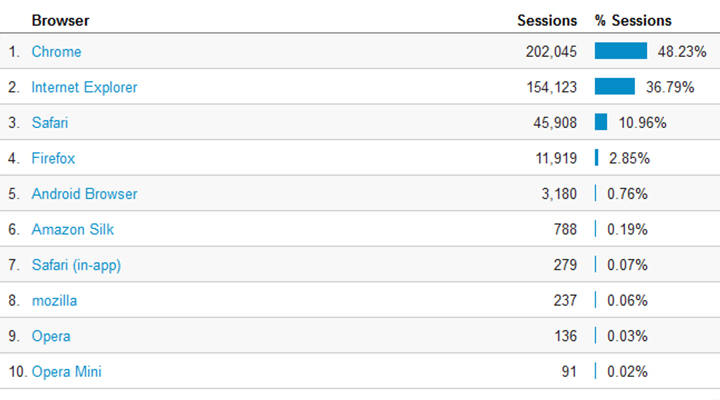 Browser Sessions % Sessions
1. Chrome 202,045 48.23%
2. Internet Explorer 154,123 36.79%
3. Safari 45,908 10.96%
4. Firefox 11,919 2.85%
5. Android Browser 3,180 0.76%
6. Amazon Silk 788 0.19%
7. Safari (in-app) 279 0.07%
8. mozilla 237 0.06%
9. Opera 136 0.03%
10. Opera Mini 91 0.02%